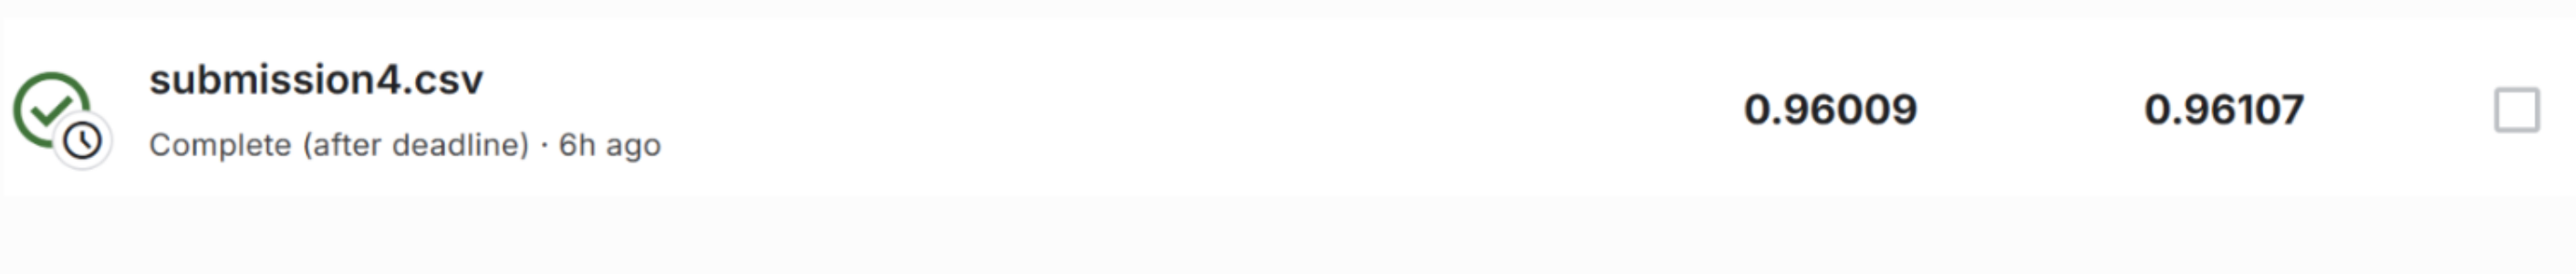 submission4.csv
Complete (after deadline) · 6h ago
0.96009
0.96107